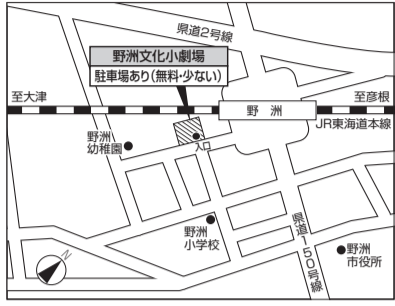 県道2号線
野洲文化小劇場
駐車場あり(無料・少ない)
至大津
野洲
至彦根
JR東海道本線
野洲
幼稚園
入口
野洲
小学校
県道150号線
野洲
市役所
N